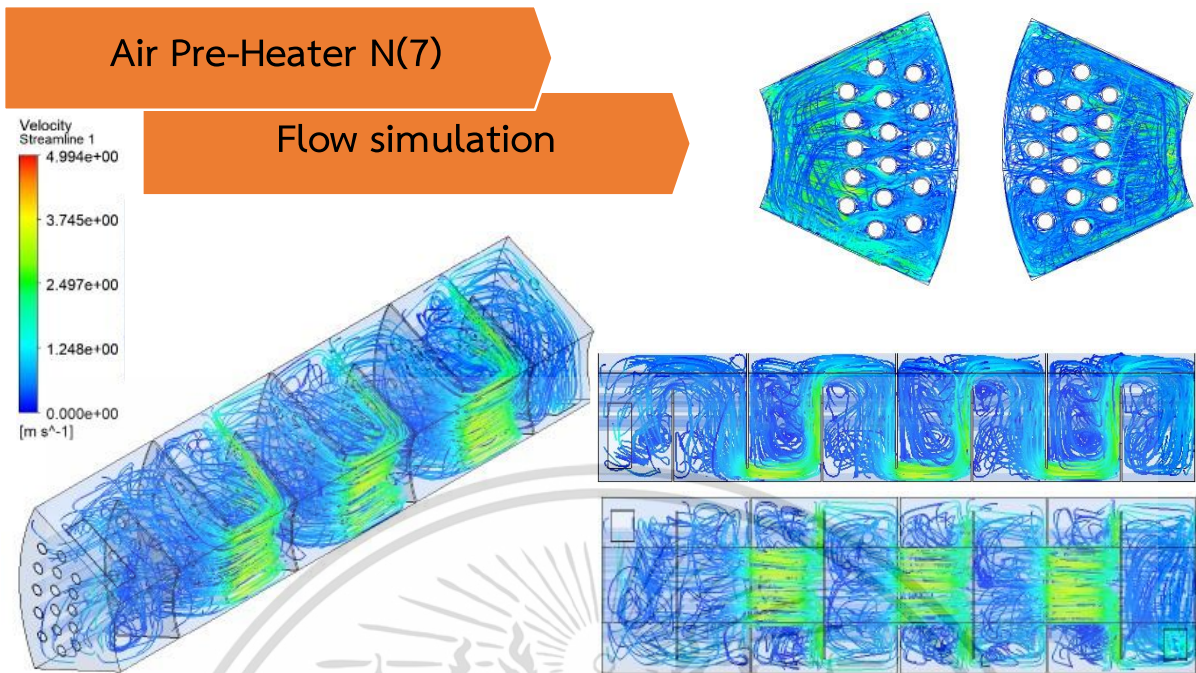 Air Pre-Heater N(7)
Flow simulation
Velocity
Streamline 1
4.994e+00
3.745e+00
2.497e+00
1.248e+00
0.000e+00
[m s^-1]